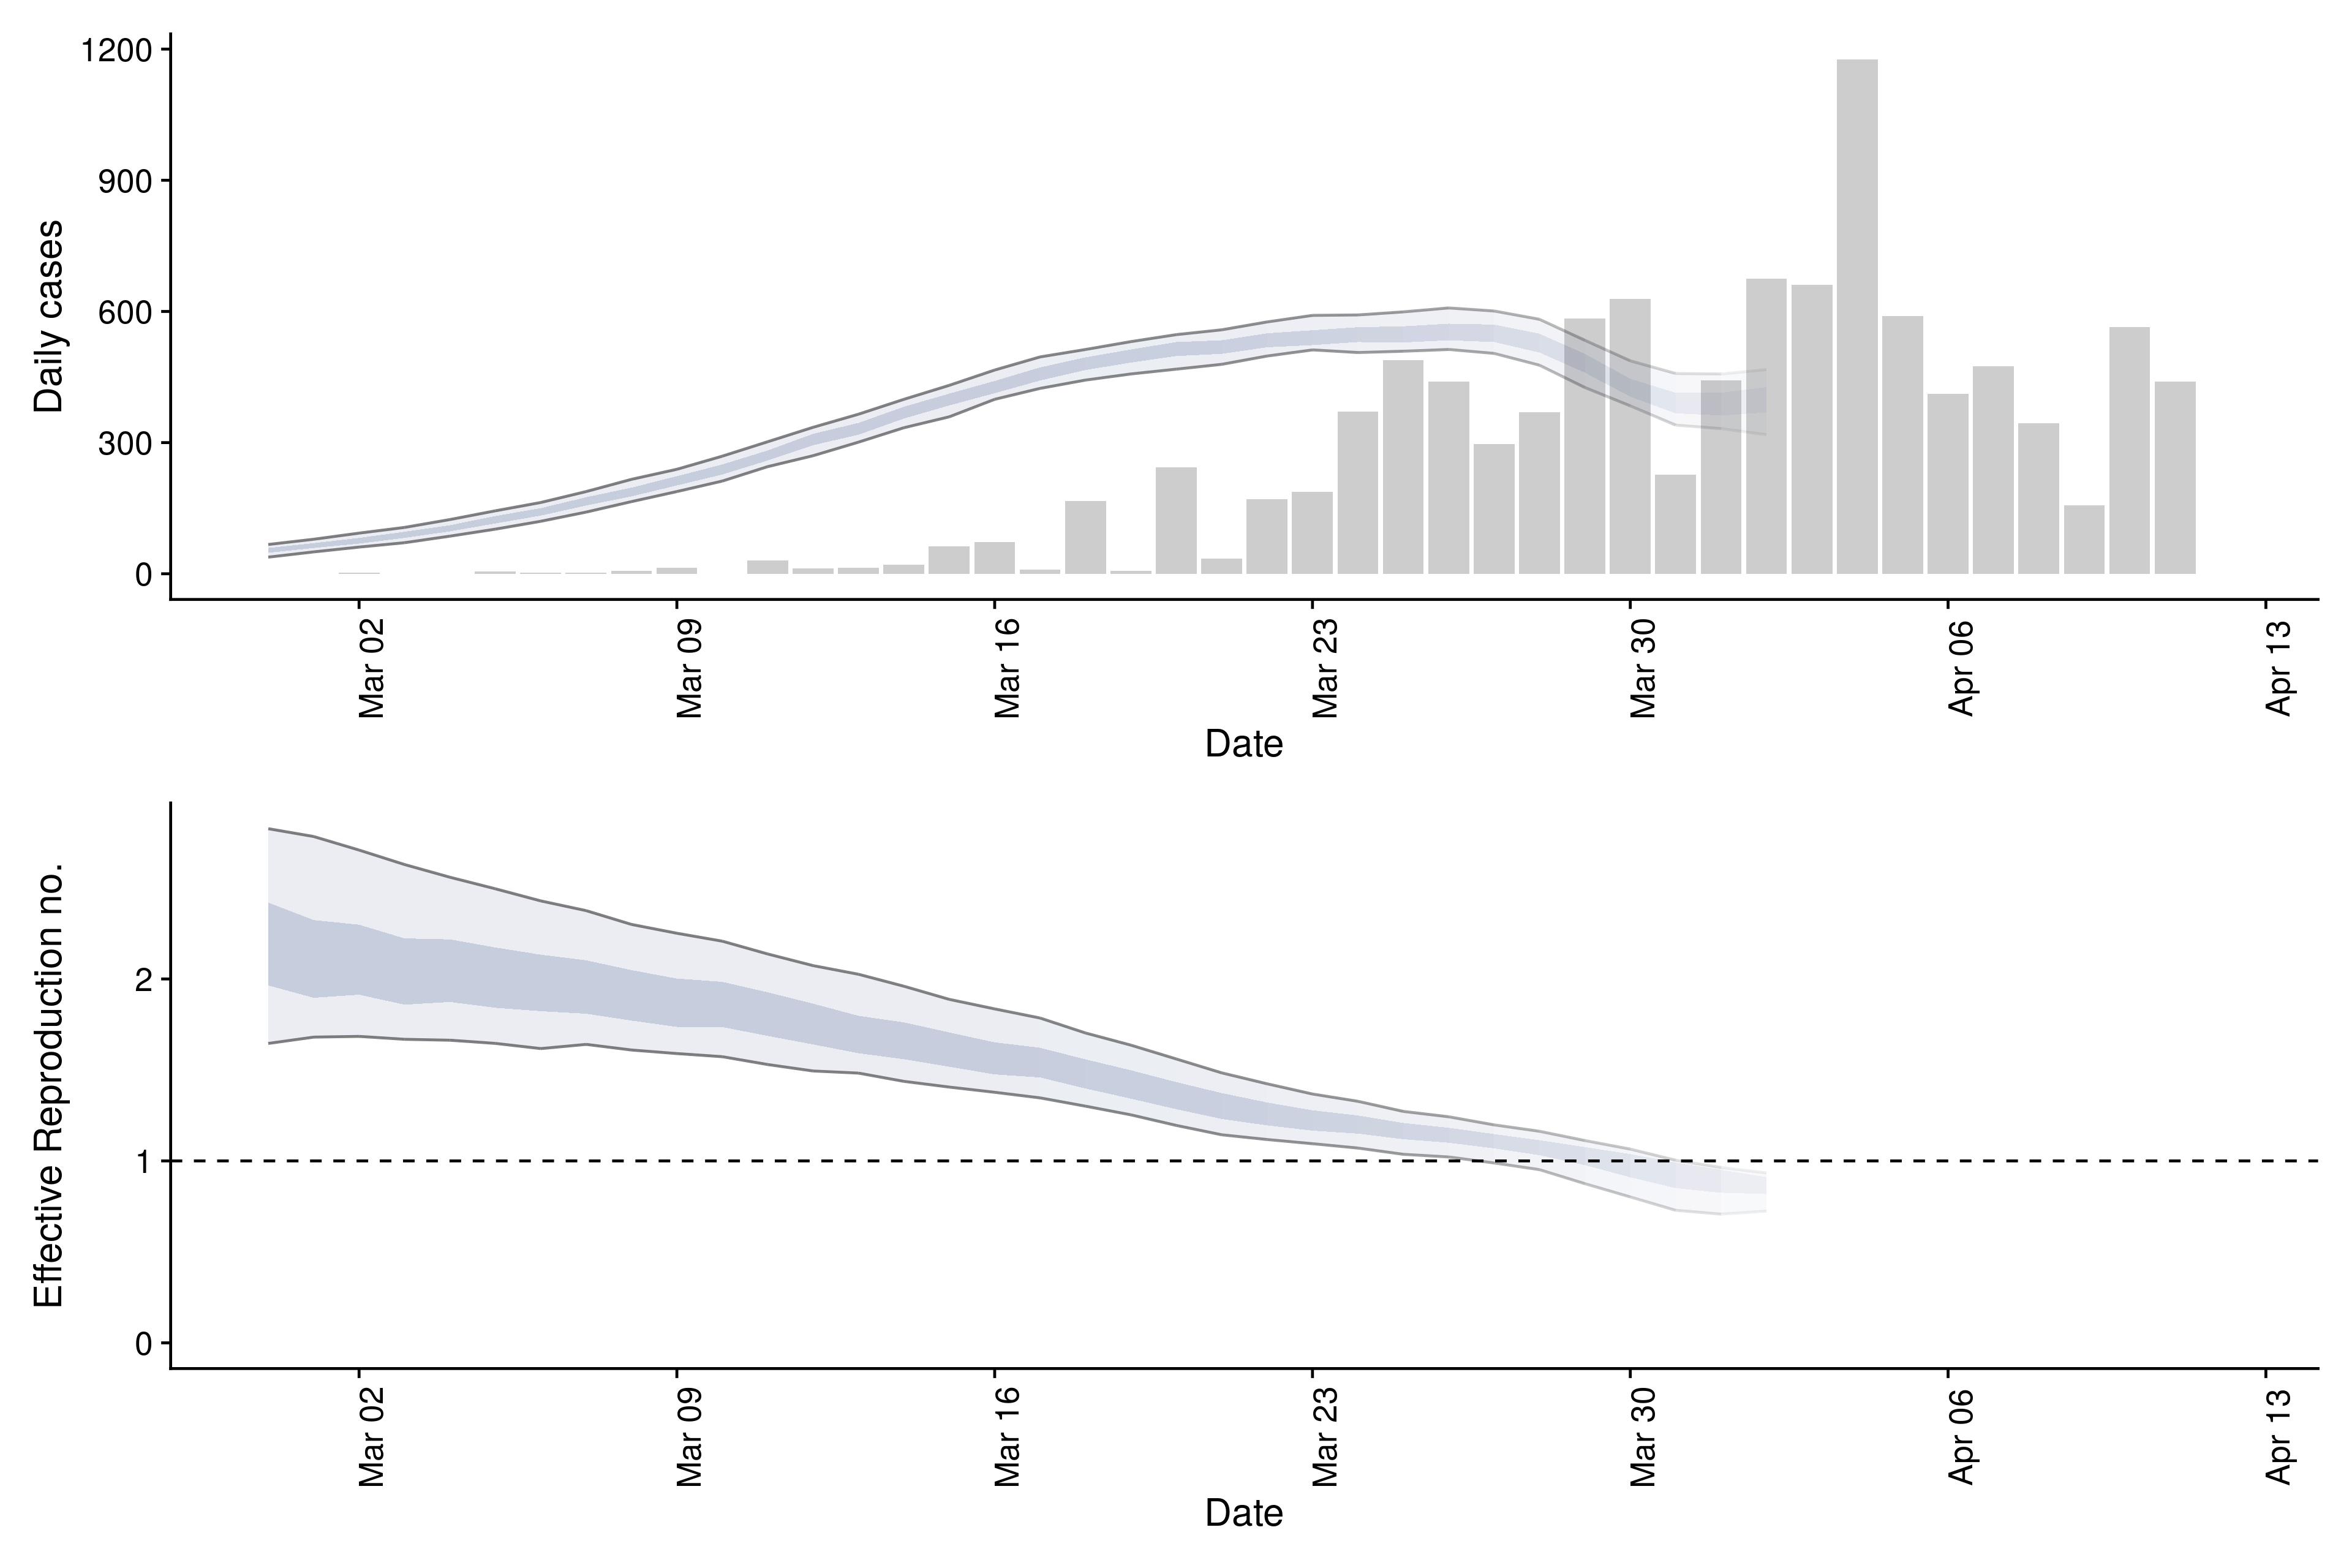 1200
900
600
300
0
Daily cases
Mar 02
Mar 09
Mar 16
Mar 23
Mar 30
Apr 06
Apr 13
Date
2
1
0
Effective Reproduction no.
Mar 02
Mar 09
Mar 16
Mar 23
Mar 30
Apr 06
Apr 13
Date